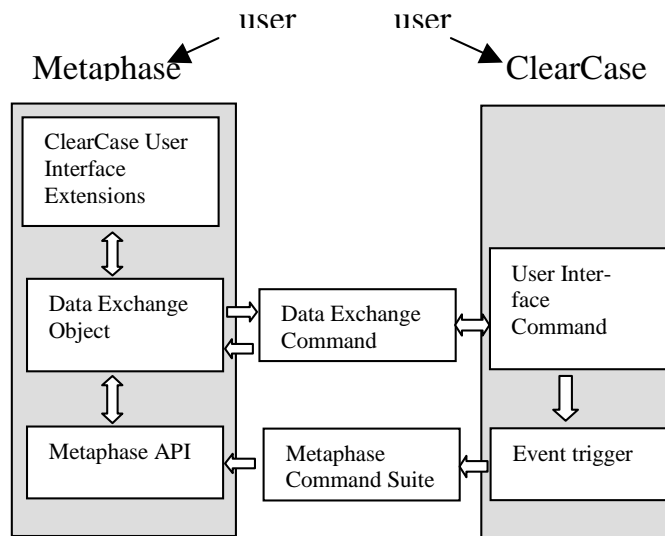 user
user
Metaphase
ClearCase
ClearCase User
Interface
Extensions
Data Exchange
Object
Data Exchange
Command
User Inter-
face
Command
Metaphase API
Metaphase
Command Suite
Event trigger